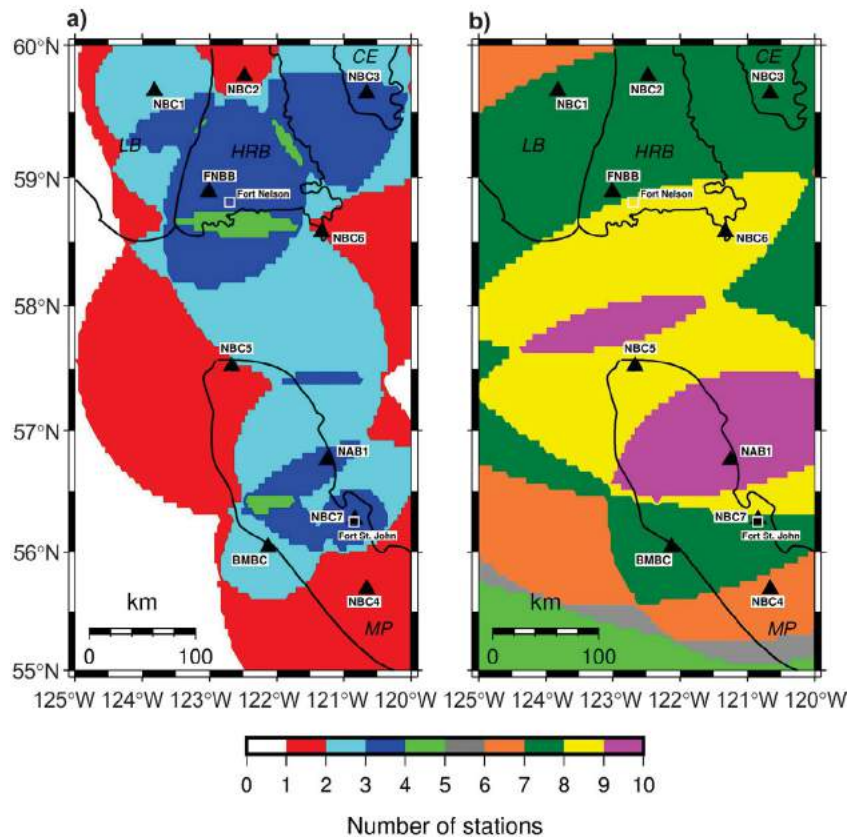 a)
b)
60°N
59°N
58°N
57°N
56°N
55°N
CE
NBC3
NBC2
NBC1
LB
HRB
FNBB
Fort Nelson
NBC6
NBC5
NAB1
NBC7
Fort St. John
BMBC
NBC4
km
MP
0 100
125°W 124°W 123°W 122°W 121°W 120°W
CE
NBC3
NBC2
NBC1
LB
HRB
FNBB
Fort Nelson
NBC6
NBC5
NAB1
NBC7
Fort St. John
BMBC
NBC4
km
MP
0 100
125°W 124°W 123°W 122°W 121°W 120°W
0 1 2 3 4 5 6 7 8 9 10
Number of stations